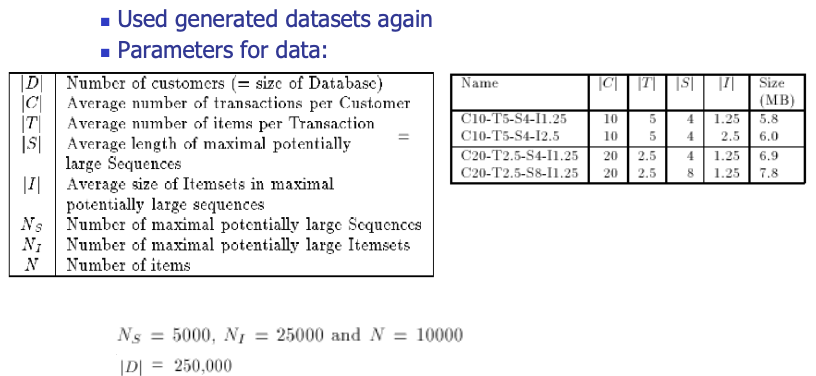 Used generated datasets again
Parameters for data:
|D| Number of customers (= size of Database)
|C| Average number of transactions per Customer
|T| Average number of items per Transaction
|S| Average length of maximal potentially
large Sequences
|I| Average size of Itemsets in maximal
potentially large sequences
N_S Number of maximal potentially large Sequences
N_I Number of maximal potentially large Itemsets
N Number of items
=
Name |C| |T| |S| |I| Size
(MB)
C10-T5-S4-I1.25 10 5 4 1.25 5.8
C10-T5-S4-I2.5 10 5 4 2.5 6.0
C20-T2.5-S4-I1.25 20 2.5 4 1.25 6.9
C20-T2.5-S8-I1.25 20 2.5 8 1.25 7.8
N_S = 5000, N_I = 25000 and N = 10000
|D| = 250,000